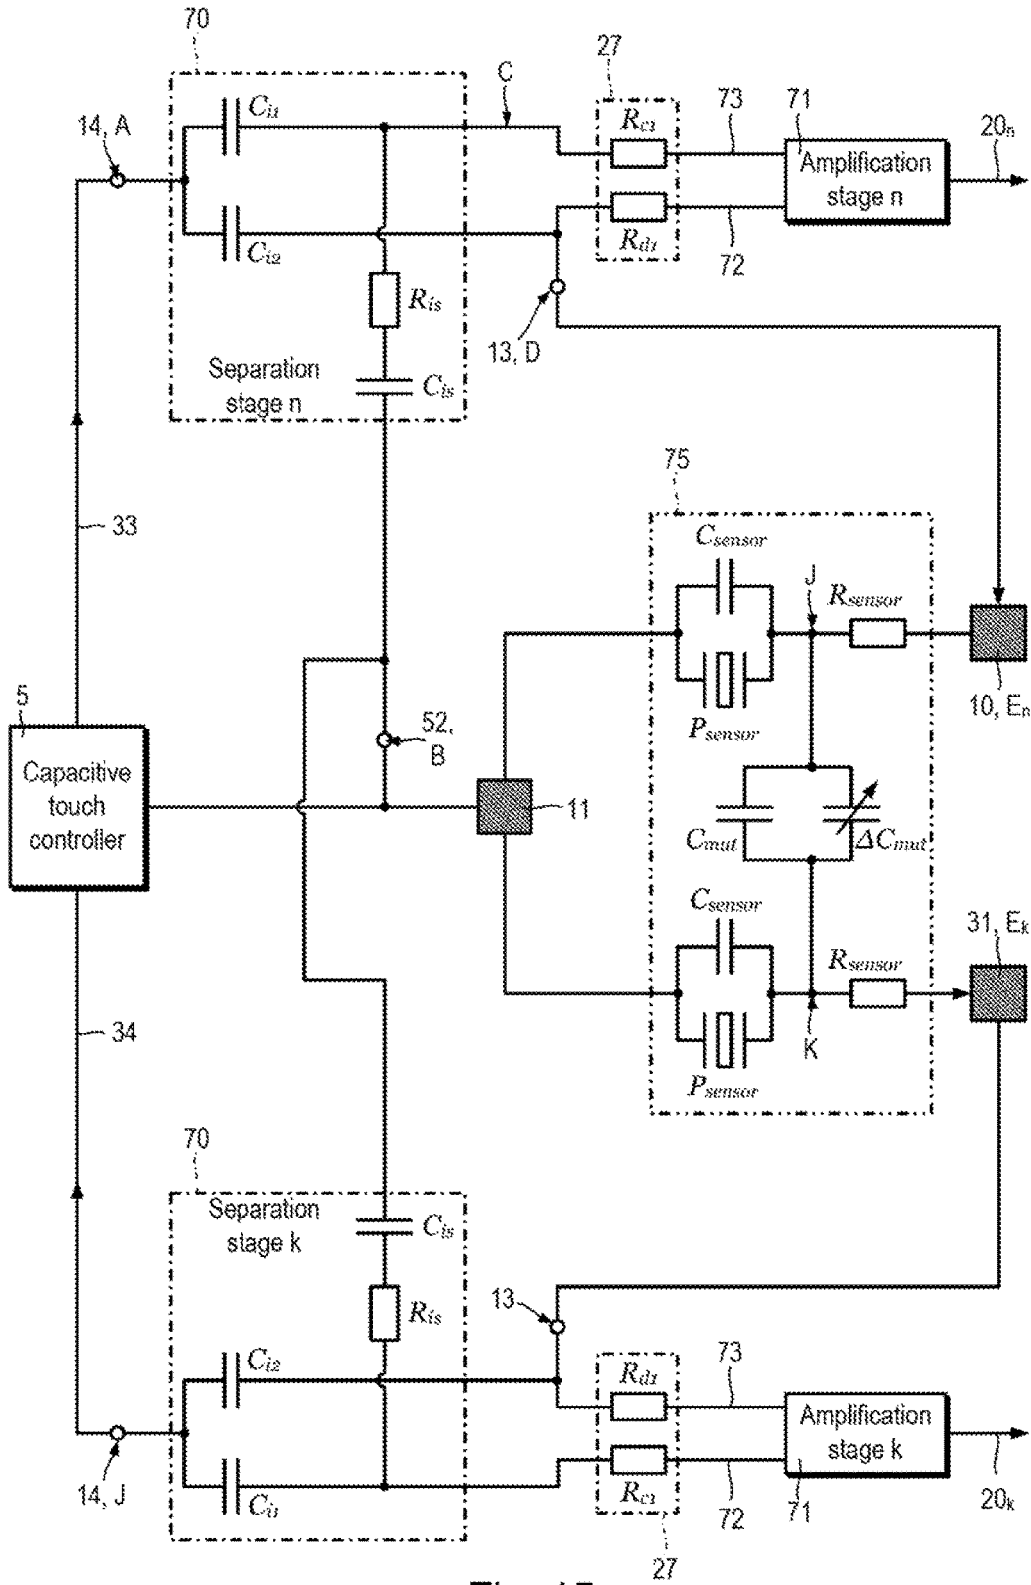 70
C
27
14, A
Ci1
Rc1
73
71
20n
Amplification
stage n
Ci2
Rd1
72
Ris
13, D
Separation
stage n
Cis
75
33
Csensor
J
Rsensor
5
52,
B
Psensor
10, En
Capacitive
touch
controller
11
Cmut
ΔCmut
Csensor
31, Ek
Rsensor
34
K
Psensor
70
Separation
stage k
Cis
13
Ris
Ci2
Rd1
73
Amplification
stage k
14, J
Ci1
Rc1
72
71
20k
27